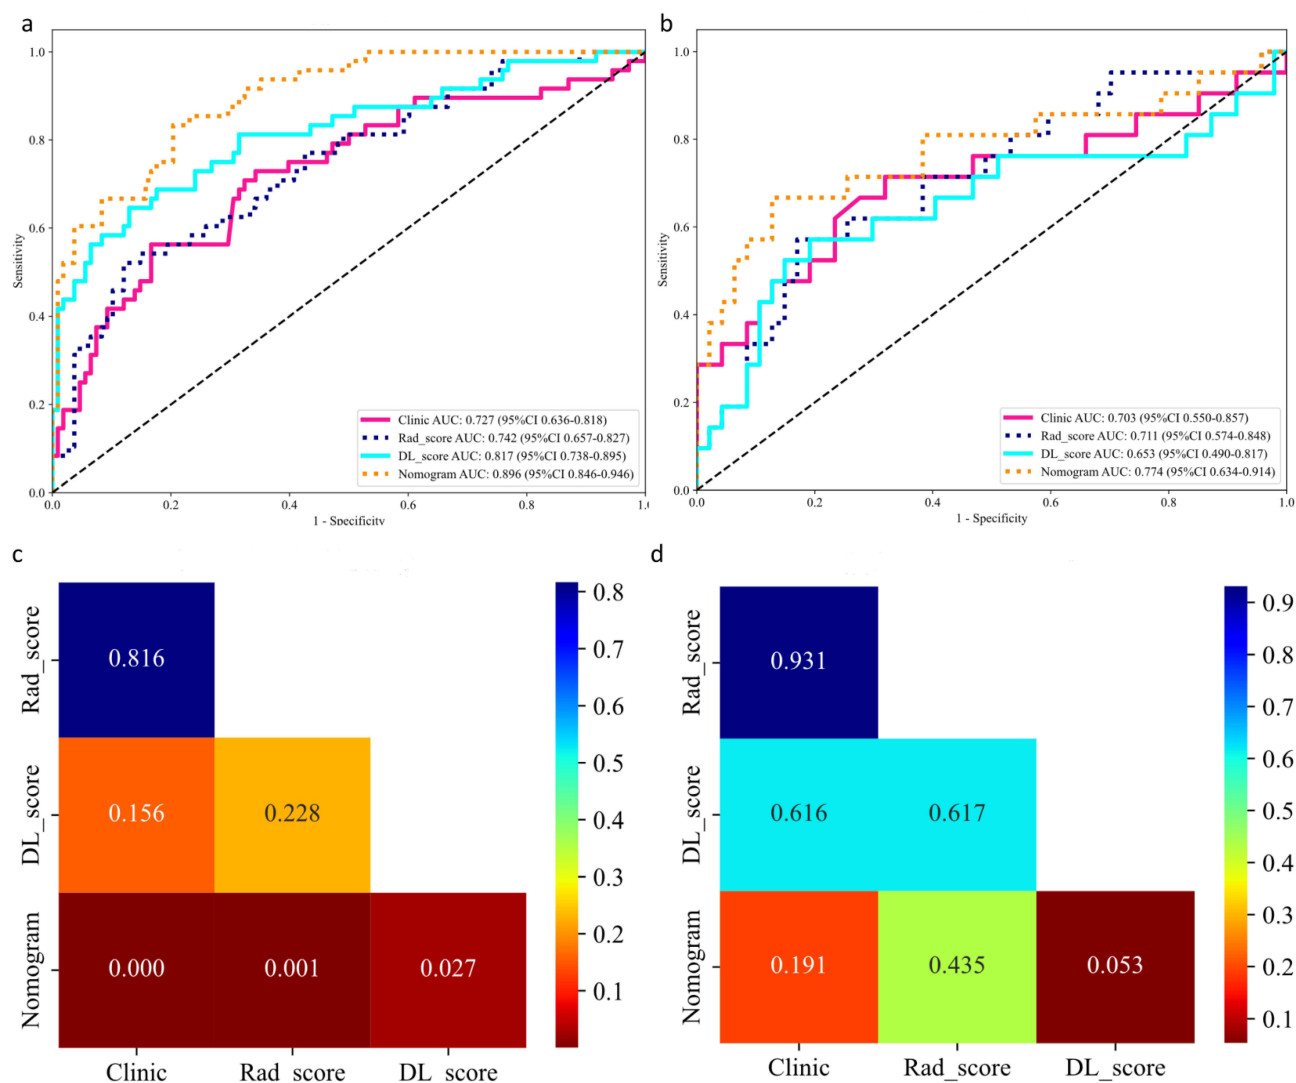 a
1.0
0.8
0.6
0.4
0.2
0.0
Sensitivity
0.0 0.2 0.4 0.6 0.8 1.0
1 - Specificity
Clinic AUC: 0.727 (95%CI 0.636-0.818)
Rad_score AUC: 0.742 (95%CI 0.657-0.827)
DL_score AUC: 0.817 (95%CI 0.738-0.895)
Nomogram AUC: 0.896 (95%CI 0.846-0.946)
b
1.0
0.8
0.6
0.4
0.2
0.0
Sensitivity
0.0 0.2 0.4 0.6 0.8 1.0
1 - Specificity
Clinic AUC: 0.703 (95%CI 0.550-0.857)
Rad_score AUC: 0.711 (95%CI 0.574-0.848)
DL_score AUC: 0.653 (95%CI 0.490-0.817)
Nomogram AUC: 0.774 (95%CI 0.634-0.914)
c
Rad_score
0.816
DL_score
0.156 0.228
Nomogram
0.000 0.001 0.027
Clinic Rad_score DL_score
0.8
0.7
0.6
0.5
0.4
0.3
0.2
0.1
d
Rad_score
0.931
DL_score
0.616 0.617
Nomogram
0.191 0.435 0.053
Clinic Rad_score DL_score
0.9
0.8
0.7
0.6
0.5
0.4
0.3
0.2
0.1